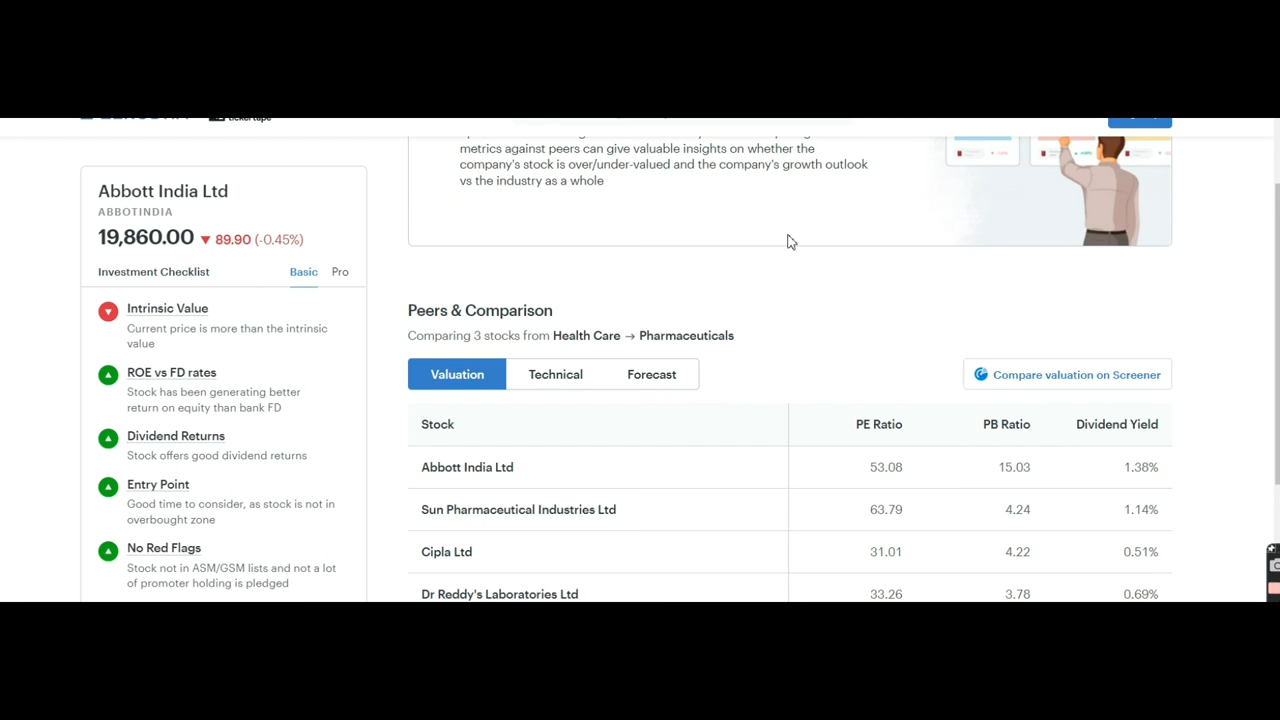 tickertape
metrics against peers can give valuable insights on whether the
company's stock is over/under-valued and the company's growth outlook
vs the industry as a whole
Abbott India Ltd
ABBOTINDIA
19,860.00 ▼ 89.90 (-0.45%)
Investment Checklist Basic Pro
Intrinsic Value
Current price is more than the intrinsic
value
ROE vs FD rates
Stock has been generating better
return on equity than bank FD
Dividend Returns
Stock offers good dividend returns
Entry Point
Good time to consider, as stock is not in
overbought zone
No Red Flags
Stock not in ASM/GSM lists and not a lot
of promoter holding is pledged
Peers & Comparison
Comparing 3 stocks from Health Care → Pharmaceuticals
Valuation Technical Forecast Compare valuation on Screener
Stock PE Ratio PB Ratio Dividend Yield
Abbott India Ltd 53.08 15.03 1.38%
Sun Pharmaceutical Industries Ltd 63.79 4.24 1.14%
Cipla Ltd 31.01 4.22 0.51%
Dr Reddy's Laboratories Ltd 33.26 3.78 0.69%